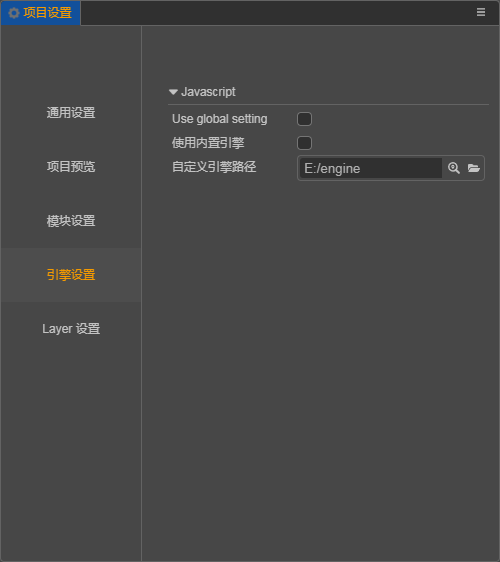 项目设置
通用设置
项目预览
模块设置
引擎设置
Layer 设置
Javascript
Use global setting
使用内置引擎
自定义引擎路径
E:/engine